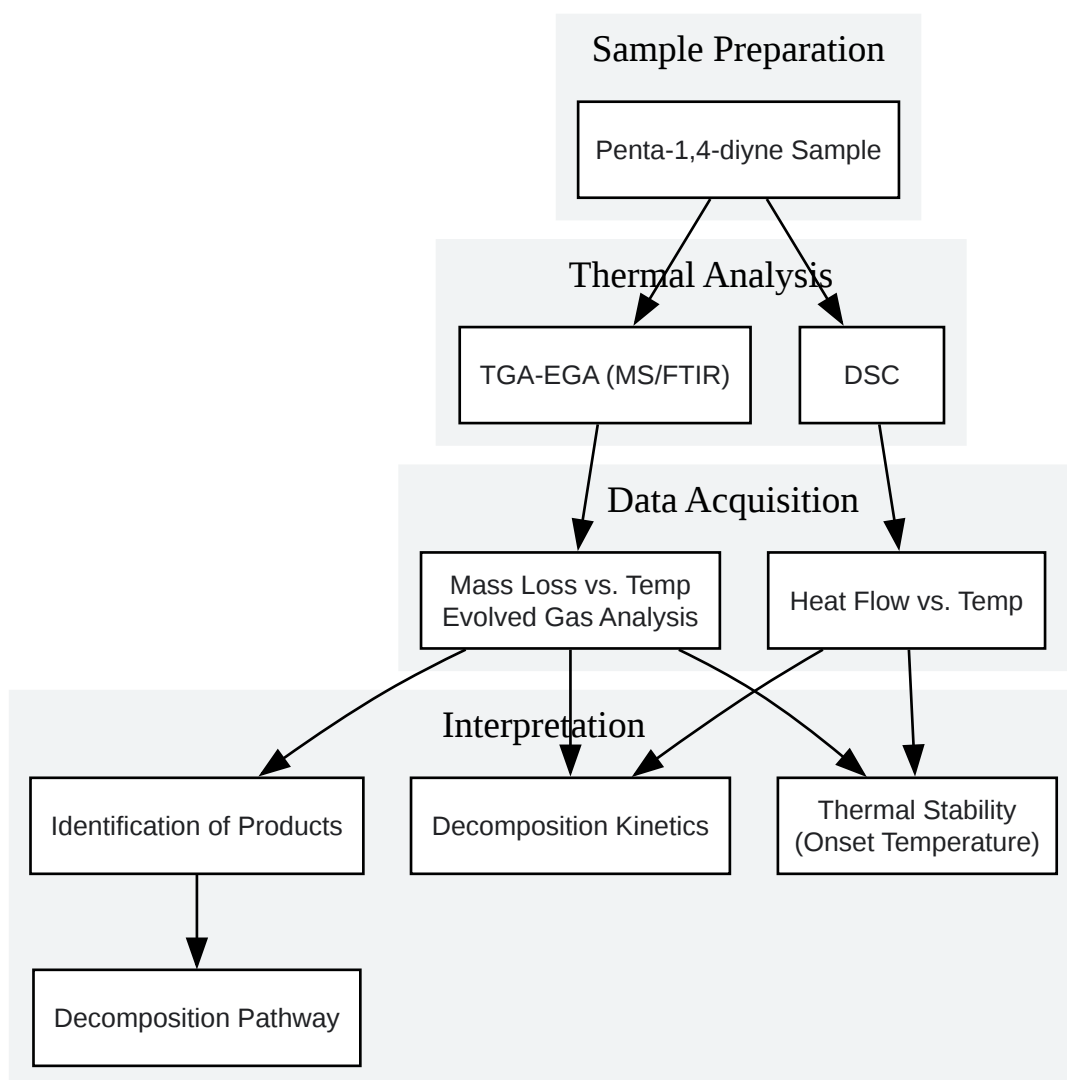 Sample Preparation
Penta-1,4-diyne Sample
Thermal Analysis
TGA-EGA (MS/FTIR)
DSC
Data Acquisition
Mass Loss vs. Temp
Evolved Gas Analysis
Heat Flow vs. Temp
Interpretation
Identification of Products
Decomposition Kinetics
Thermal Stability
(Onset Temperature)
Decomposition Pathway